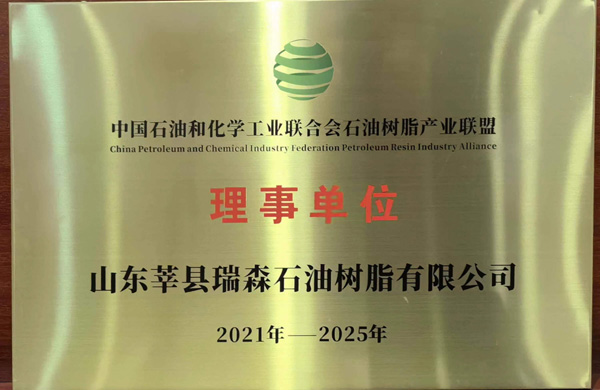 中国石油和化学工业联合会石油树脂产业联盟
China Petroleum and Chemical Industry Federation Petroleum Resin Industry Alliance
理事单位
山东莘县瑞森石油树脂有限公司
2021年——2025年